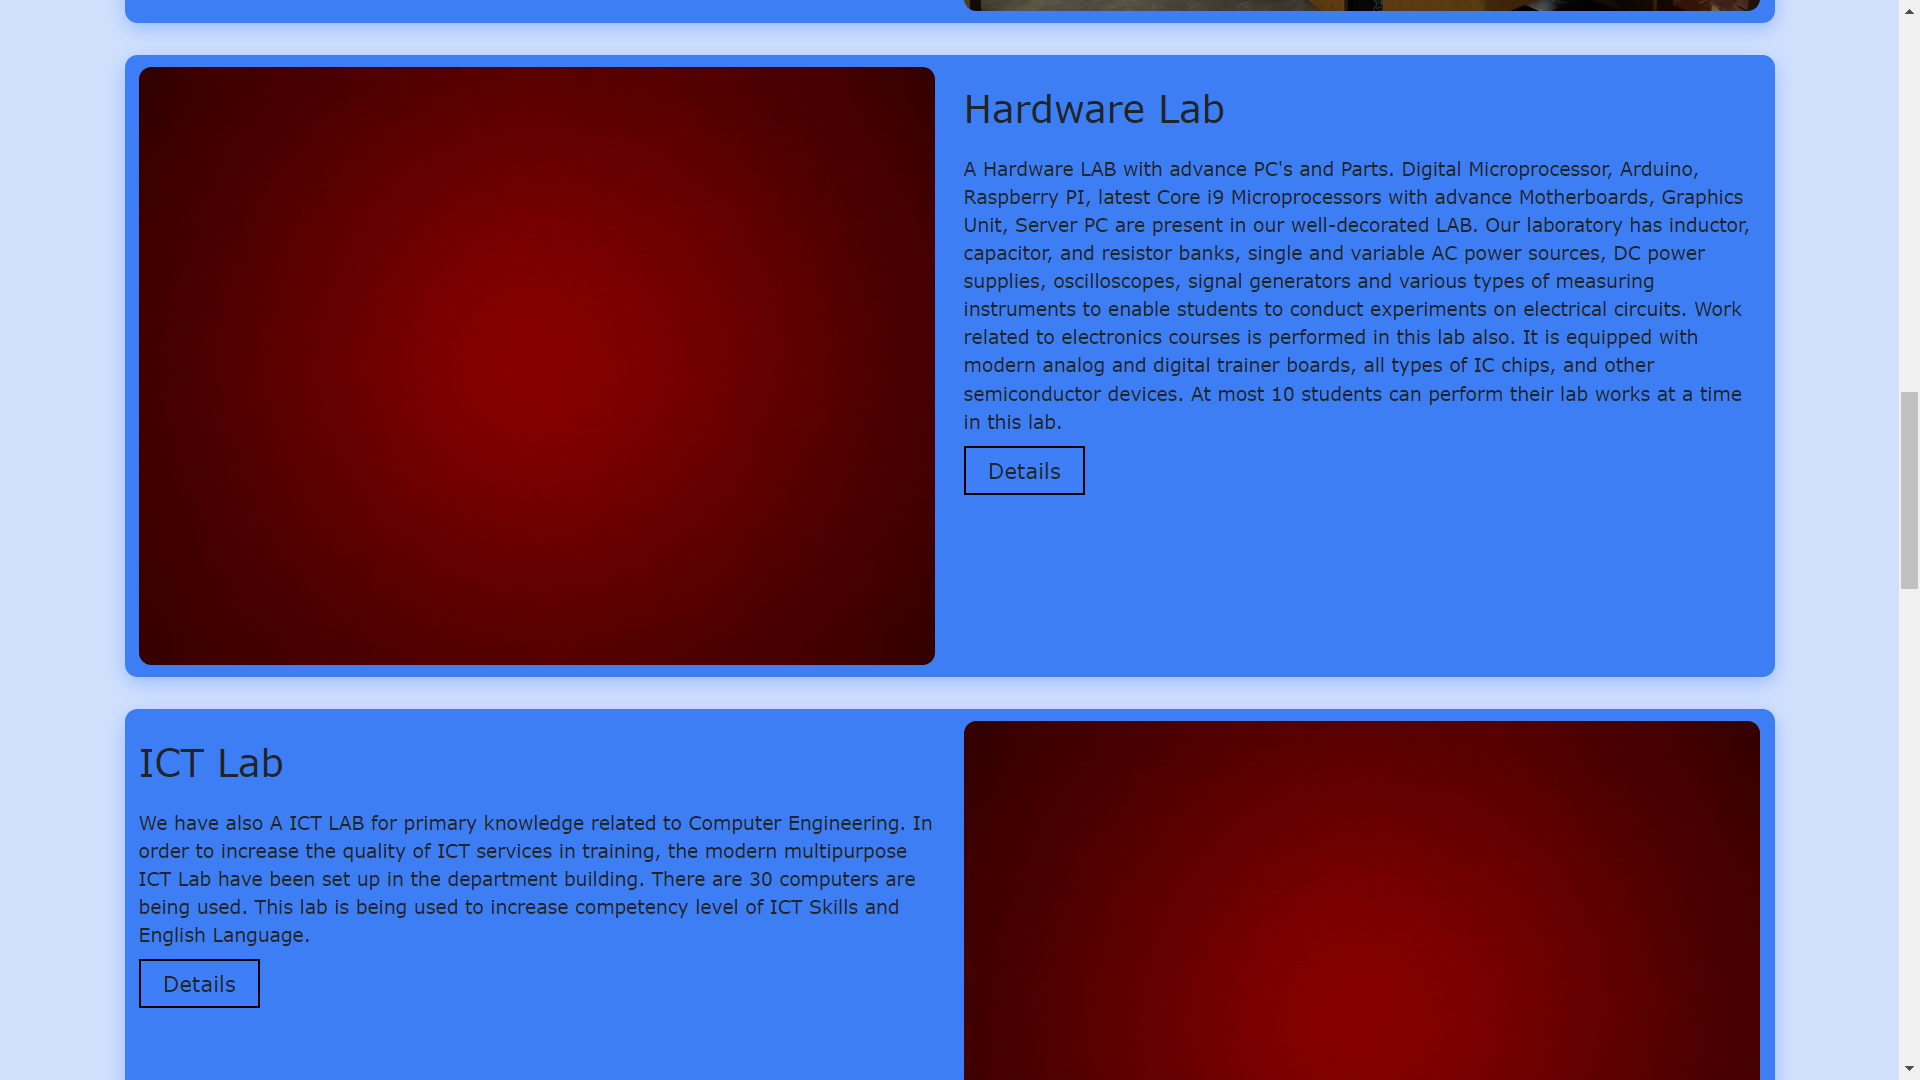 Hardware Lab
A Hardware LAB with advance PC's and Parts. Digital Microprocessor, Arduino,
Raspberry PI, latest Core i9 Microprocessors with advance Motherboards, Graphics
Unit, Server PC are present in our well-decorated LAB. Our laboratory has inductor,
capacitor, and resistor banks, single and variable AC power sources, DC power
supplies, oscilloscopes, signal generators and various types of measuring
instruments to enable students to conduct experiments on electrical circuits. Work
related to electronics courses is performed in this lab also. It is equipped with
modern analog and digital trainer boards, all types of IC chips, and other
semiconductor devices. At most 10 students can perform their lab works at a time
in this lab.
Details
ICT Lab
We have also A ICT LAB for primary knowledge related to Computer Engineering. In
order to increase the quality of ICT services in training, the modern multipurpose
ICT Lab have been set up in the department building. There are 30 computers are
being used. This lab is being used to increase competency level of ICT Skills and
English Language.
Details